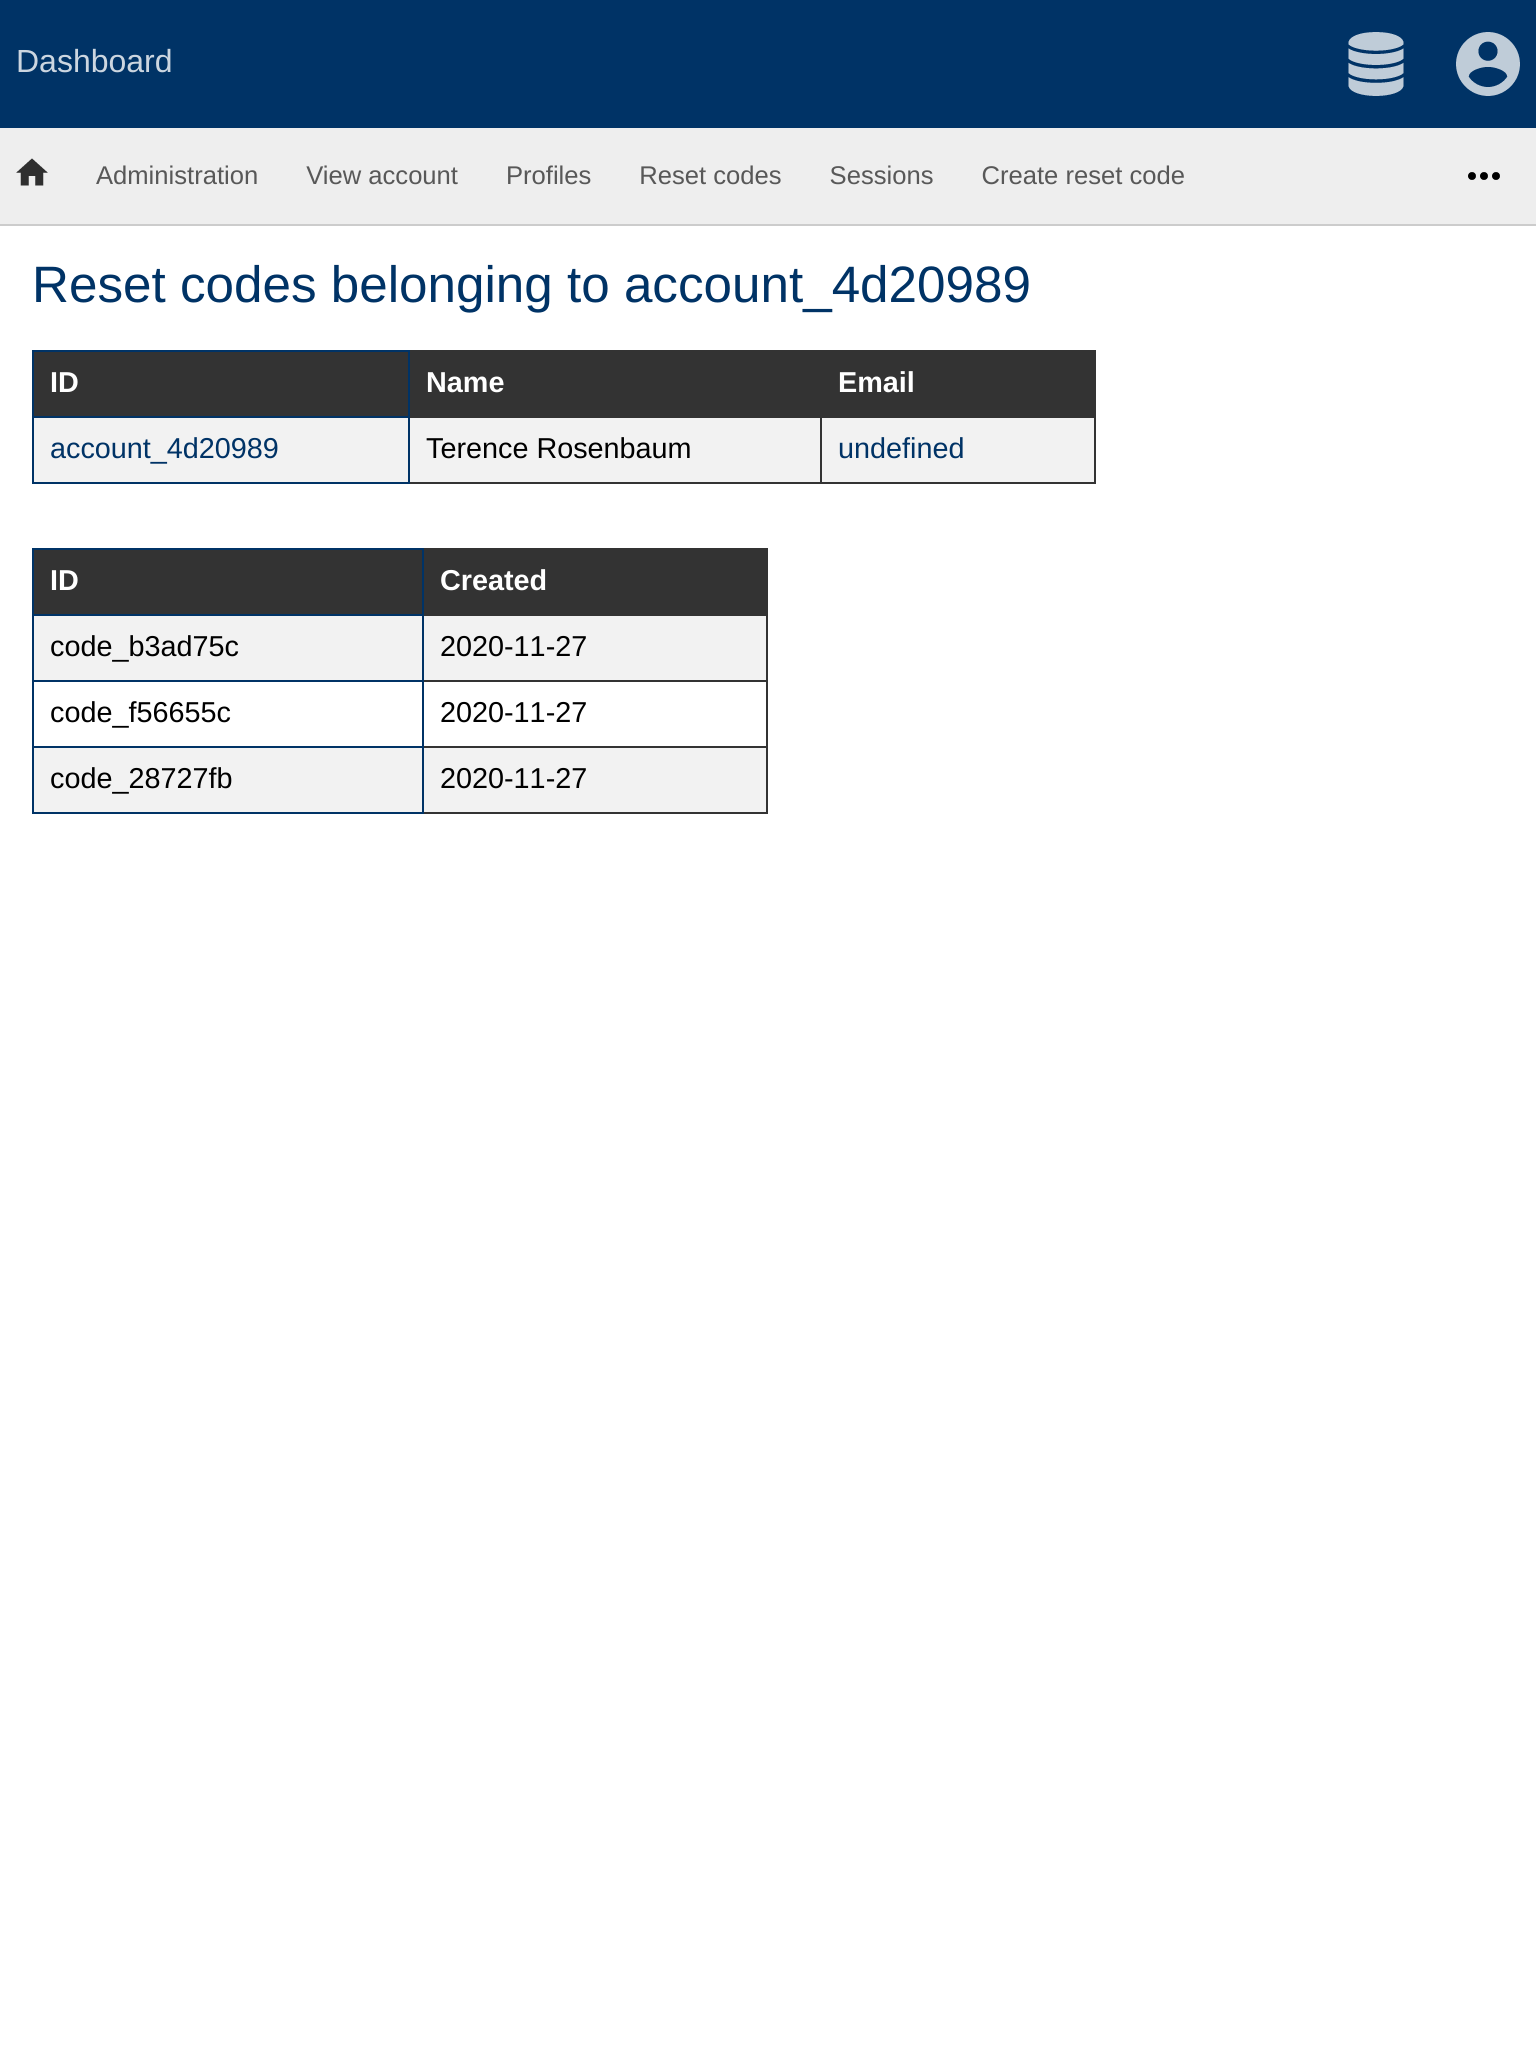 Dashboard
Administration View account Profiles Reset codes Sessions Create reset code
Reset codes belonging to account_4d20989
ID Name Email
account_4d20989 Terence Rosenbaum undefined
ID Created
code_b3ad75c 2020-11-27
code_f56655c 2020-11-27
code_28727fb 2020-11-27